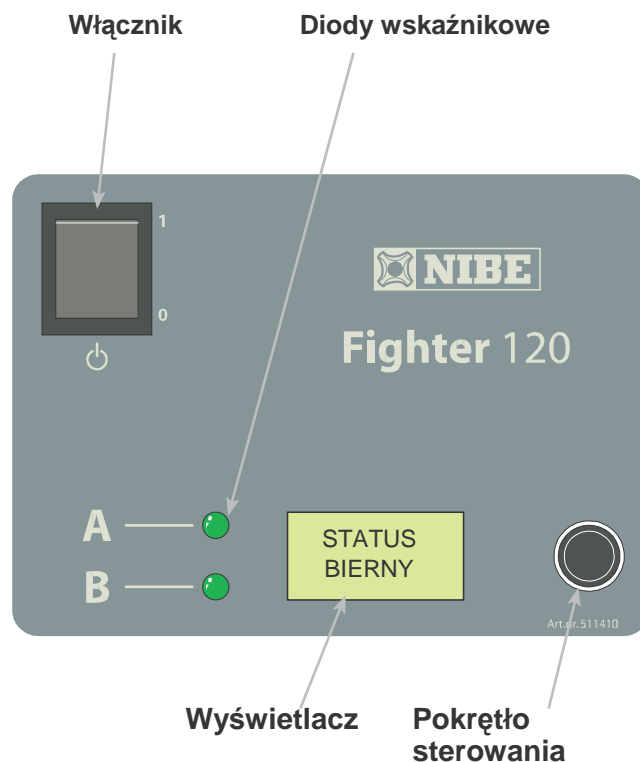 Włącznik
Diody wskaźnikowe
1
0
NIBE
Fighter 120
A
B
STATUS
BIERNY
Art.nr. 511410
Wyświetlacz
Pokrętło
sterowania